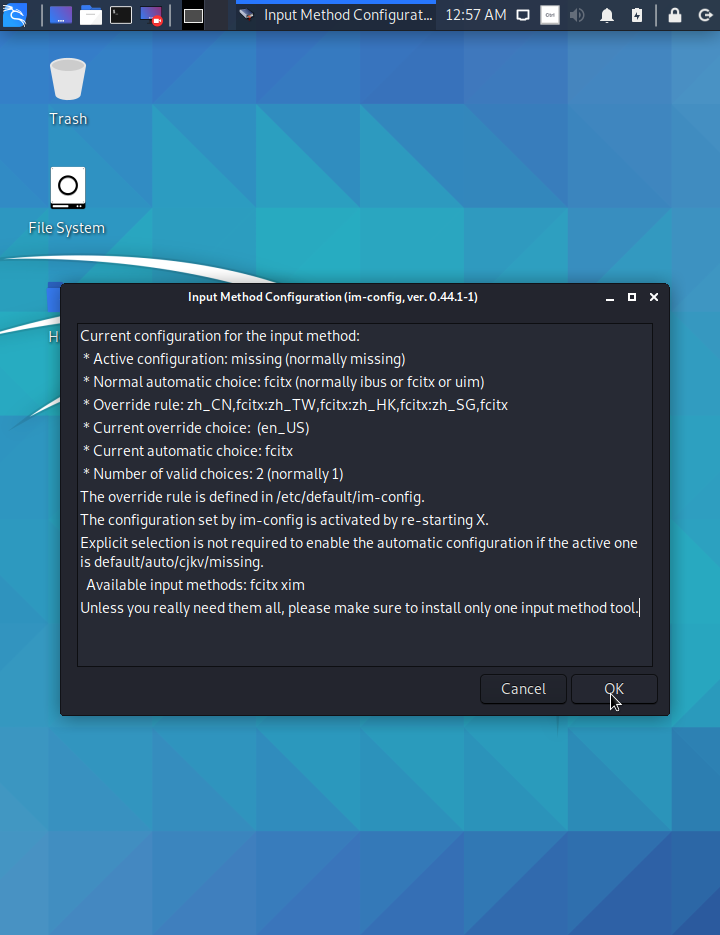 Input Method Configurat...
12:57 AM
Ctrl
Trash
File System
H
Input Method Configuration (im-config, ver. 0.44.1-1)
Current configuration for the input method:
* Active configuration: missing (normally missing)
* Normal automatic choice: fcitx (normally ibus or fcitx or uim)
* Override rule: zh_CN,fcitx:zh_TW,fcitx:zh_HK,fcitx:zh_SG,fcitx
* Current override choice:  (en_US)
* Current automatic choice: fcitx
* Number of valid choices: 2 (normally 1)
The override rule is defined in /etc/default/im-config.
The configuration set by im-config is activated by re-starting X.
Explicit selection is not required to enable the automatic configuration if the active one
is default/auto/cjkv/missing.
Available input methods: fcitx xim
Unless you really need them all, please make sure to install only one input method tool.
Cancel
OK